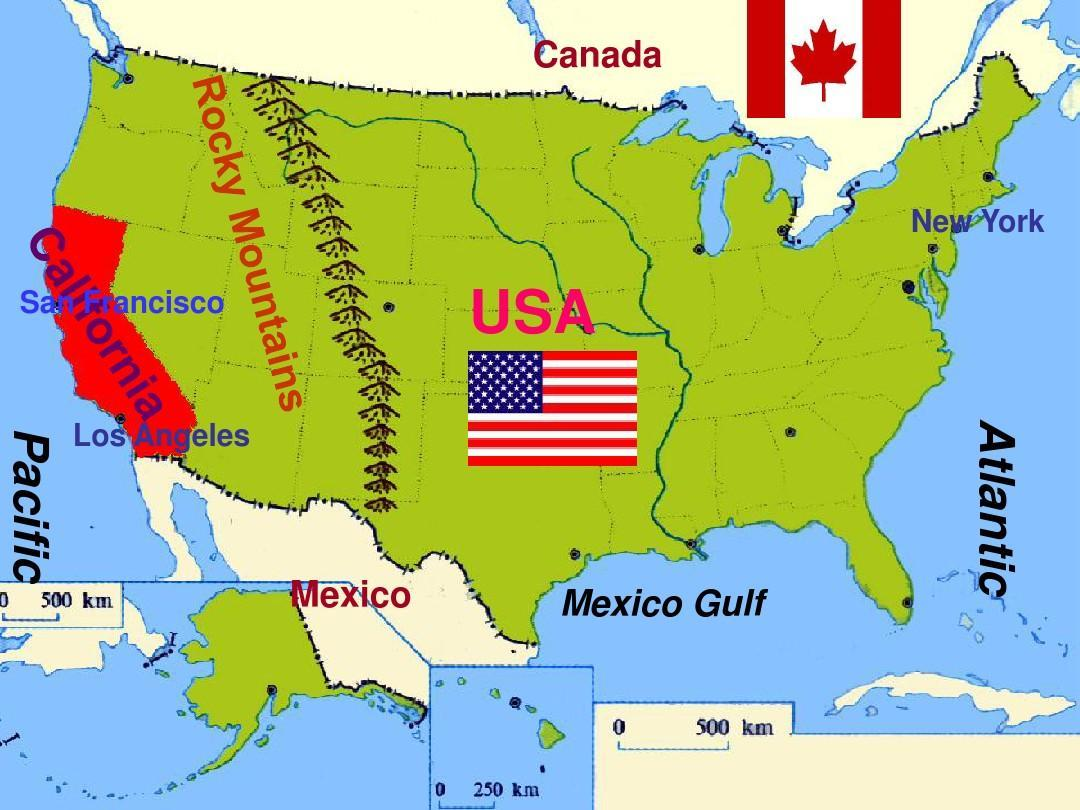 Canada
Rocky Mountains
New York
California
San Francisco
USA
Los Angeles
Pacific
Atlantic
Mexico
Mexico Gulf
0 500 km
0 500 km
0 250 km